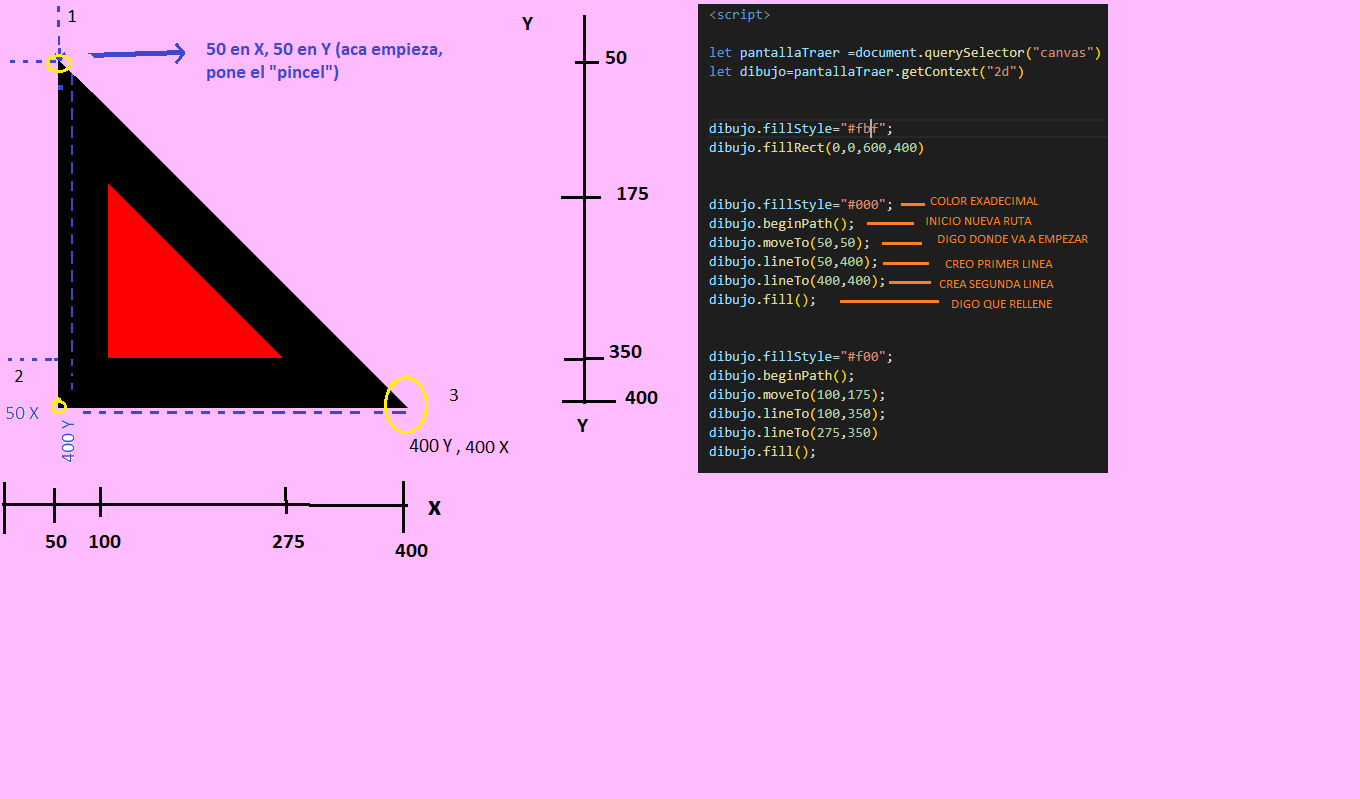 1
50 en X, 50 en Y (aca empieza,
pone el "pincel")
2
50 X
400 Y
3
400 Y , 400 X
50
100
275
400
X
Y
50
175
350
400
Y
<script>
let pantallaTraer =document.querySelector("canvas")
let dibujo=pantallaTraer.getContext("2d")
dibujo.fillStyle="#fbf";
dibujo.fillRect(0,0,600,400)
dibujo.fillStyle="#000"; COLOR EXADECIMAL
dibujo.beginPath(); INICIO NUEVA RUTA
dibujo.moveTo(50,50); DIGO DONDE VA A EMPEZAR
dibujo.lineTo(50,400); CREO PRIMER LINEA
dibujo.lineTo(400,400); CREA SEGUNDA LINEA
dibujo.fill(); DIGO QUE RELLENE
dibujo.fillStyle="#f00";
dibujo.beginPath();
dibujo.moveTo(100,175);
dibujo.lineTo(100,350);
dibujo.lineTo(275,350)
dibujo.fill();